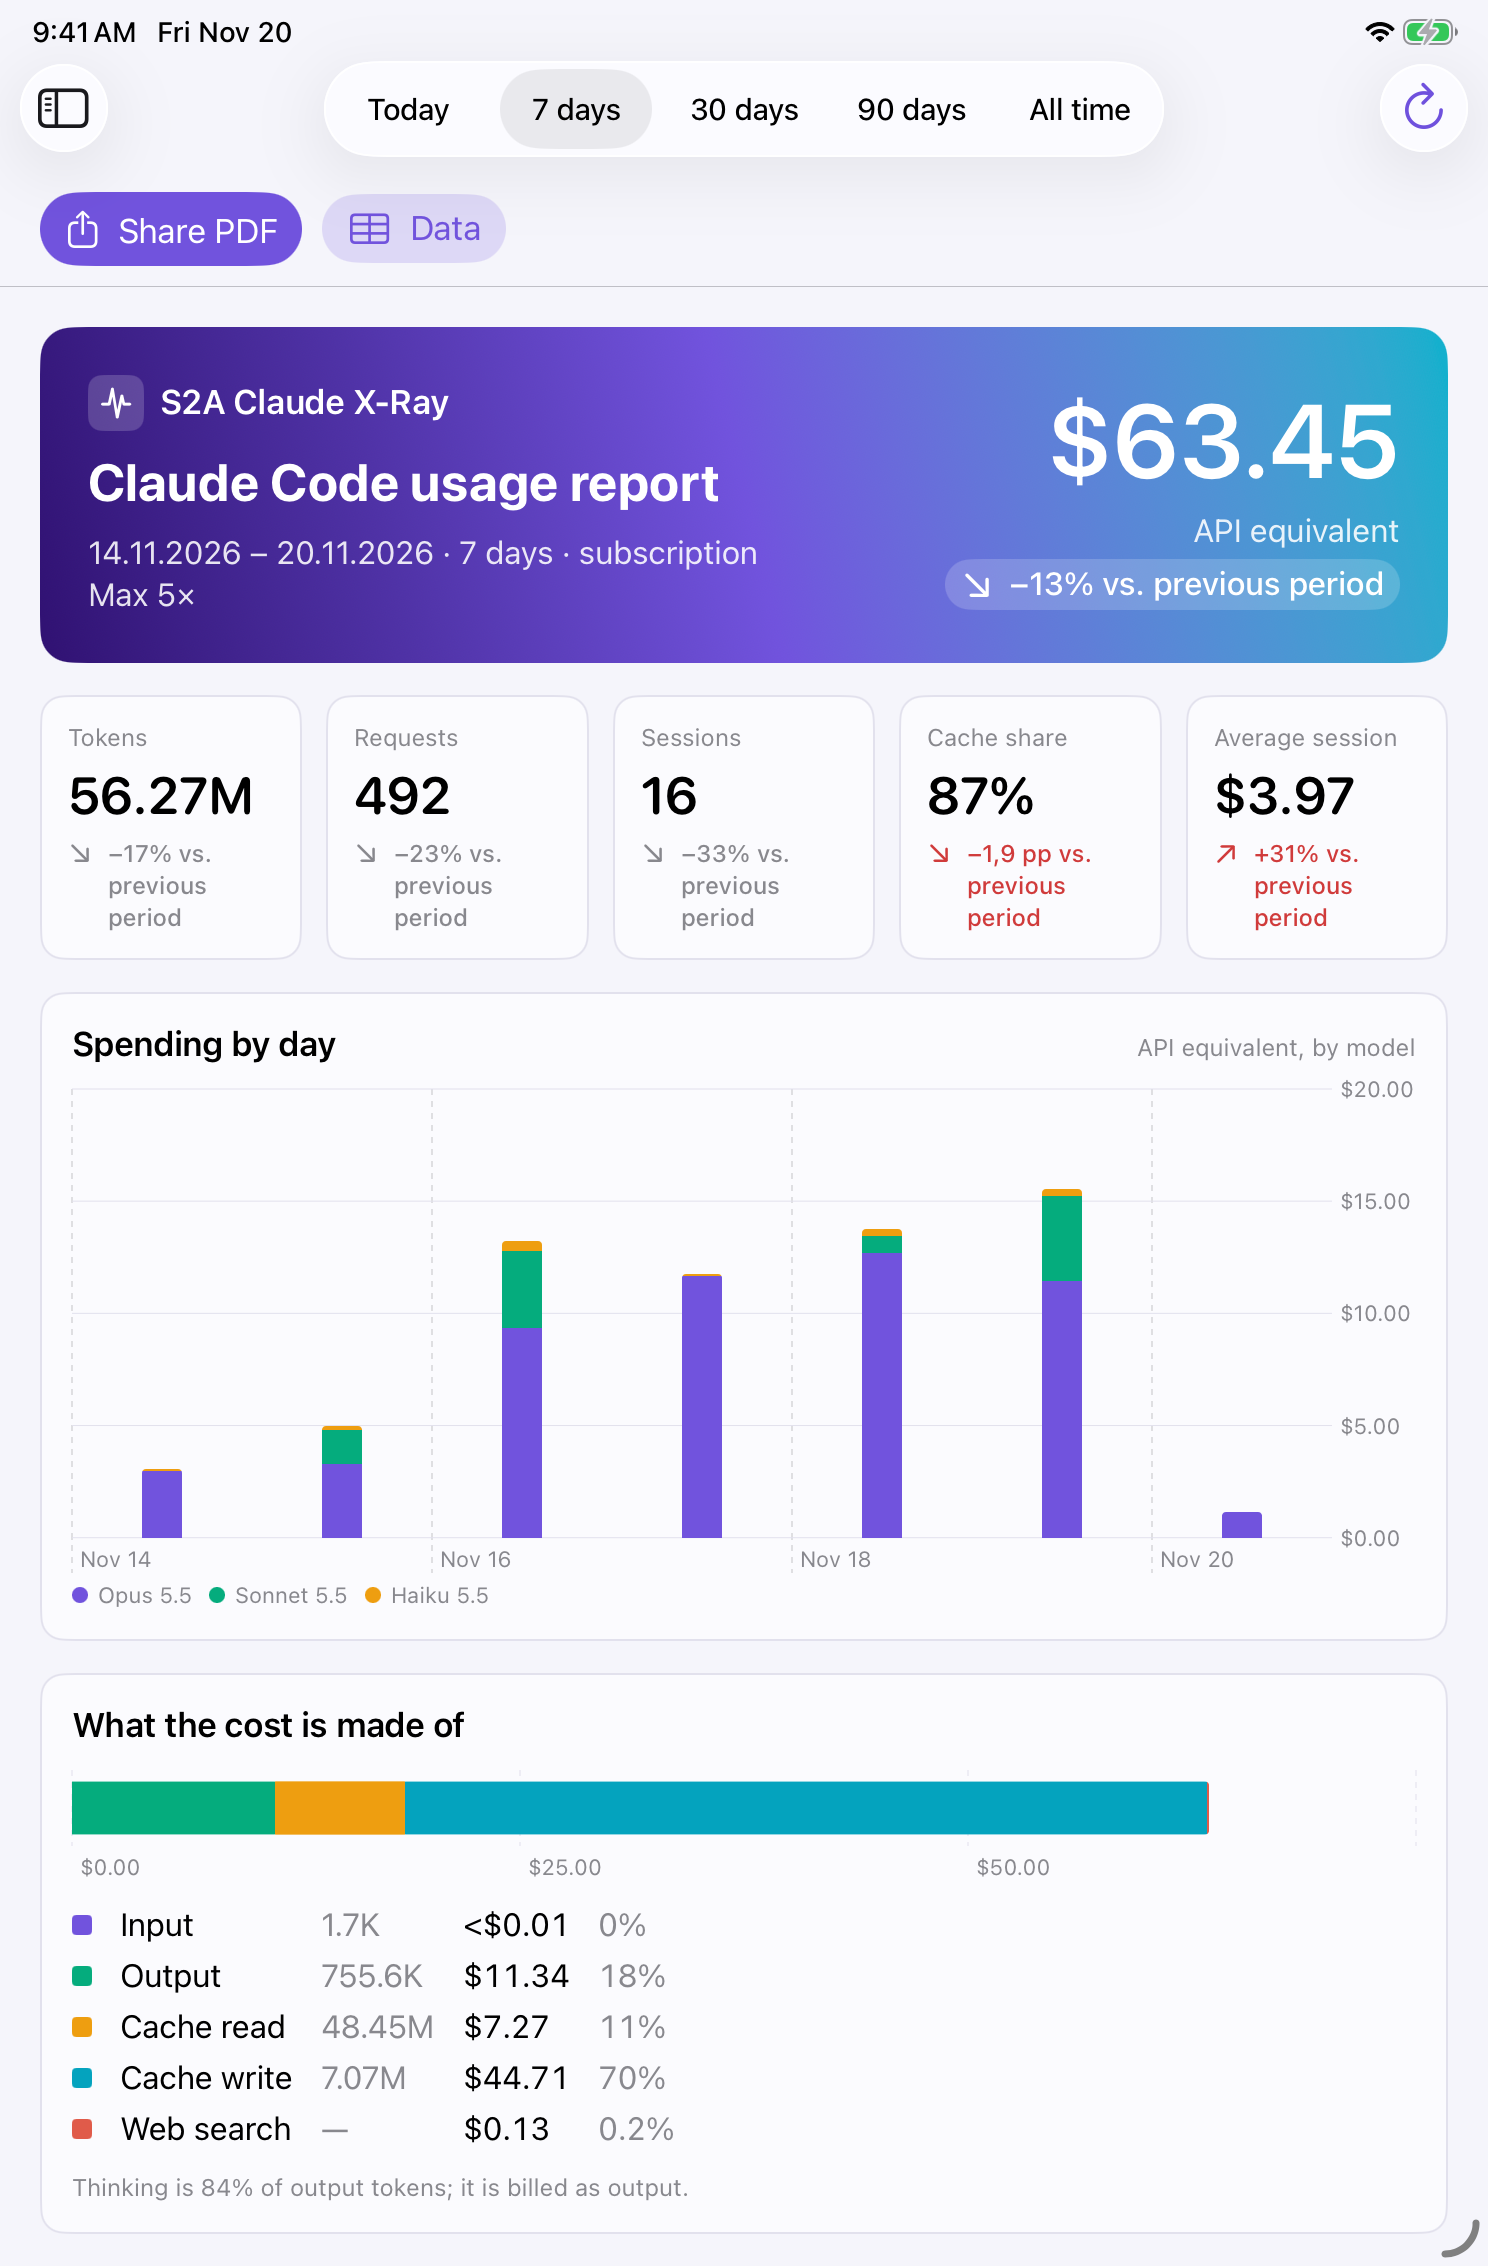 9:41 AM Fri Nov 20
Today 7 days 30 days 90 days All time
Share PDF Data
S2A Claude X-Ray
Claude Code usage report
14.11.2026 – 20.11.2026 · 7 days · subscription
Max 5×
$63.45
API equivalent
−13% vs. previous period
Tokens
56.27M
−17% vs.
previous
period
Requests
492
−23% vs.
previous
period
Sessions
16
−33% vs.
previous
period
Cache share
87%
−1,9 pp vs.
previous
period
Average session
$3.97
+31% vs.
previous
period
Spending by day
API equivalent, by model
$20.00
$15.00
$10.00
$5.00
$0.00
Nov 14 Nov 16 Nov 18 Nov 20
Opus 5.5 Sonnet 5.5 Haiku 5.5
What the cost is made of
$0.00 $25.00 $50.00
Input 1.7K <$0.01 0%
Output 755.6K $11.34 18%
Cache read 48.45M $7.27 11%
Cache write 7.07M $44.71 70%
Web search — $0.13 0.2%
Thinking is 84% of output tokens; it is billed as output.